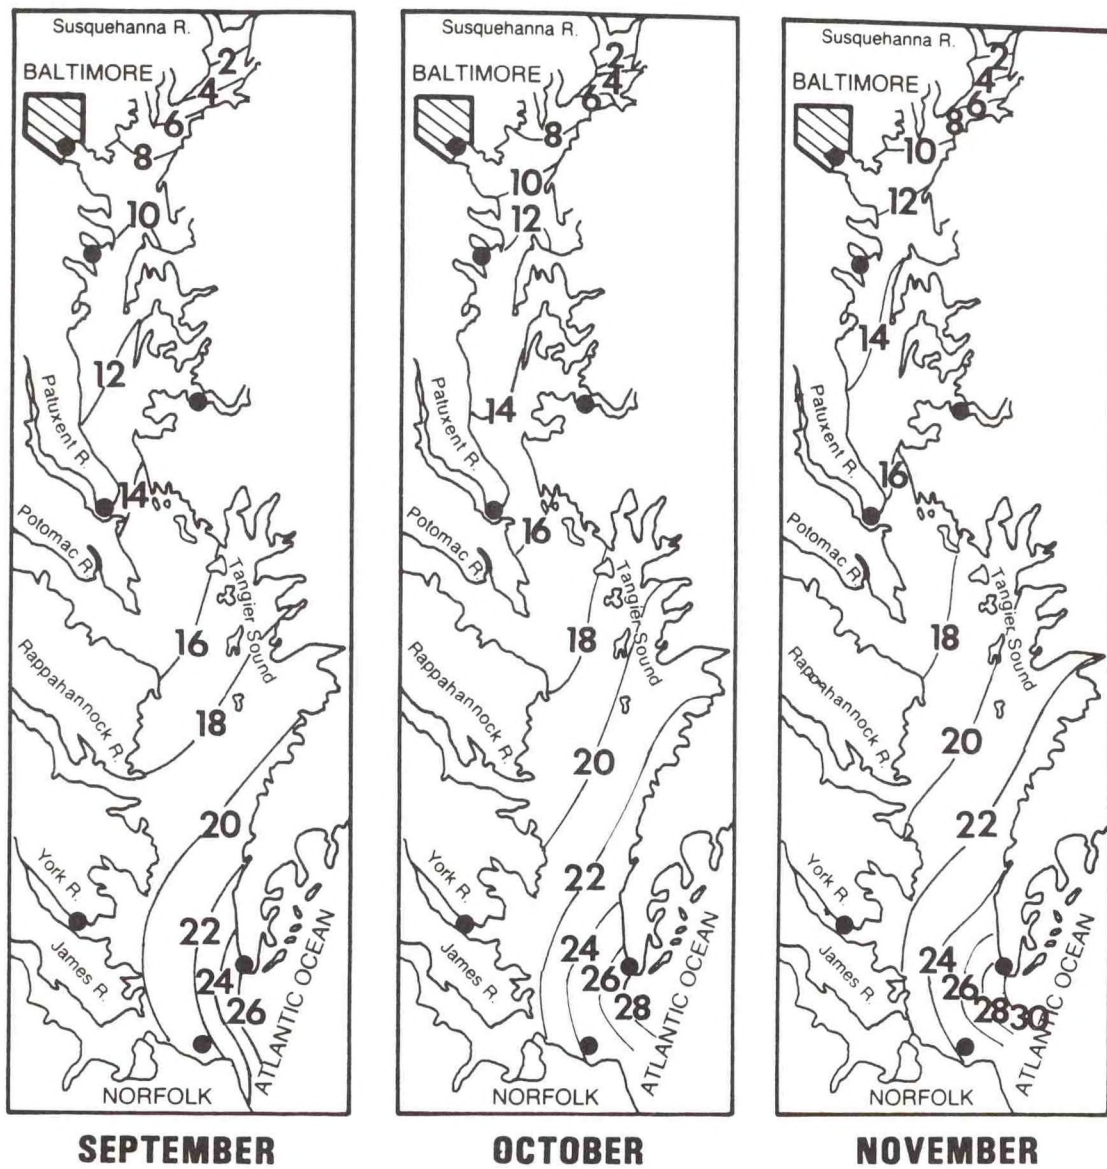 Susquehanna R.
BALTIMORE
2
4
6
8
10
12
Patuxent R.
14
Potomac R.
Tangier Sound
16
Rappahannock R.
18
20
York R.
22
James R.
24
26
ATLANTIC OCEAN
NORFOLK
SEPTEMBER
Susquehanna R.
BALTIMORE
2
4
6
8
10
12
Patuxent R.
14
16
Potomac R.
Tangier Sound
18
Rappahannock R.
20
22
York R.
24
James R.
26
28
ATLANTIC OCEAN
NORFOLK
OCTOBER
Susquehanna R.
BALTIMORE
2
4
6
8
10
12
14
Patuxent R.
16
Potomac R.
Tangier Sound
18
Rappahannock R.
20
22
York R.
24
James R.
26
28
30
ATLANTIC OCEAN
NORFOLK
NOVEMBER